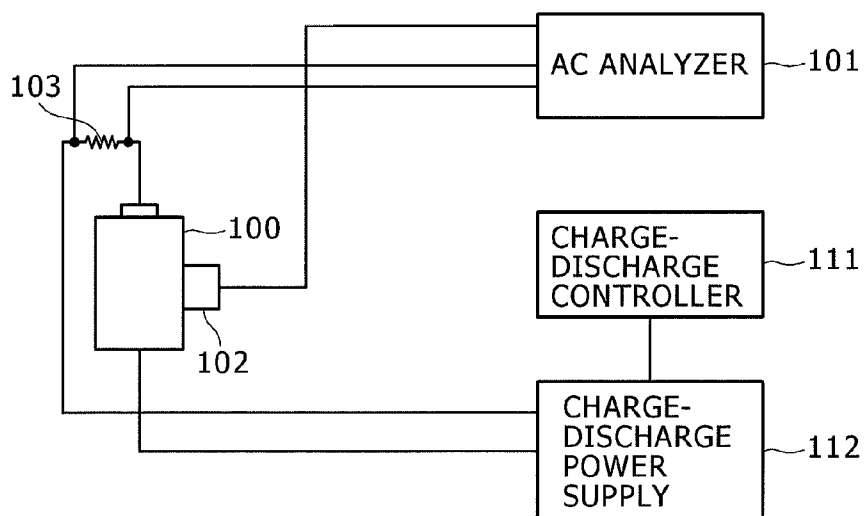 AC ANALYZER
101
103
100
102
CHARGE-
DISCHARGE
CONTROLLER
111
CHARGE-
DISCHARGE
POWER
SUPPLY
112